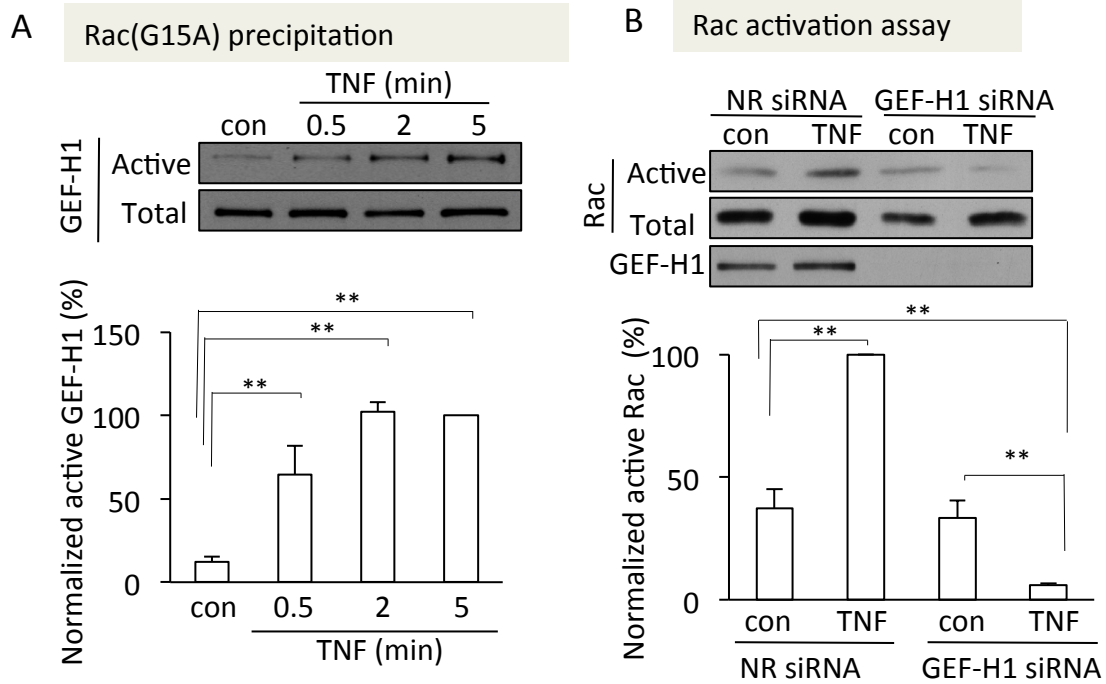 A
Rac(G15A) precipitation
TNF (min)
con 0.5 2 5
GEF-H1
Active
Total
Normalized active GEF-H1 (%)
150
100
50
0
**
**
**
con 0.5 2 5
TNF (min)
B
Rac activation assay
NR siRNA GEF-H1 siRNA
con TNF con TNF
Rac
Active
Total
GEF-H1
Normalized active Rac (%)
100
50
0
**
**
**
con TNF con TNF
NR siRNA GEF-H1 siRNA